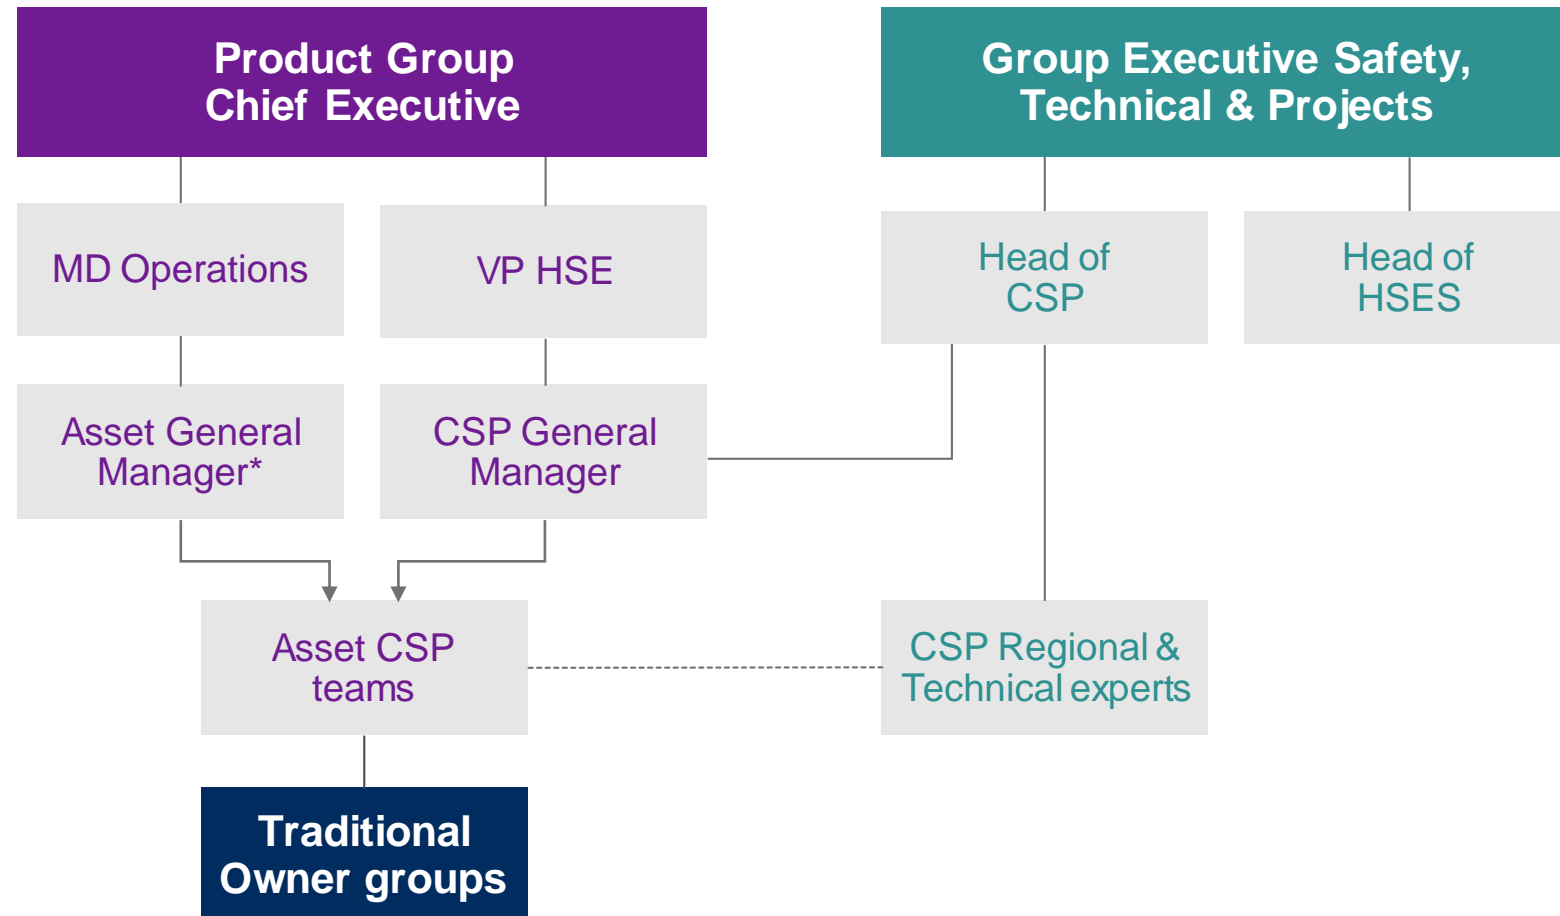 Product Group
Chief Executive
Group Executive Safety,
Technical & Projects
MD Operations
VP HSE
Head of
CSP
Head of
HSES
Asset General
Manager*
CSP General
Manager
Asset CSP
teams
CSP Regional &
Technical experts
Traditional
Owner groups